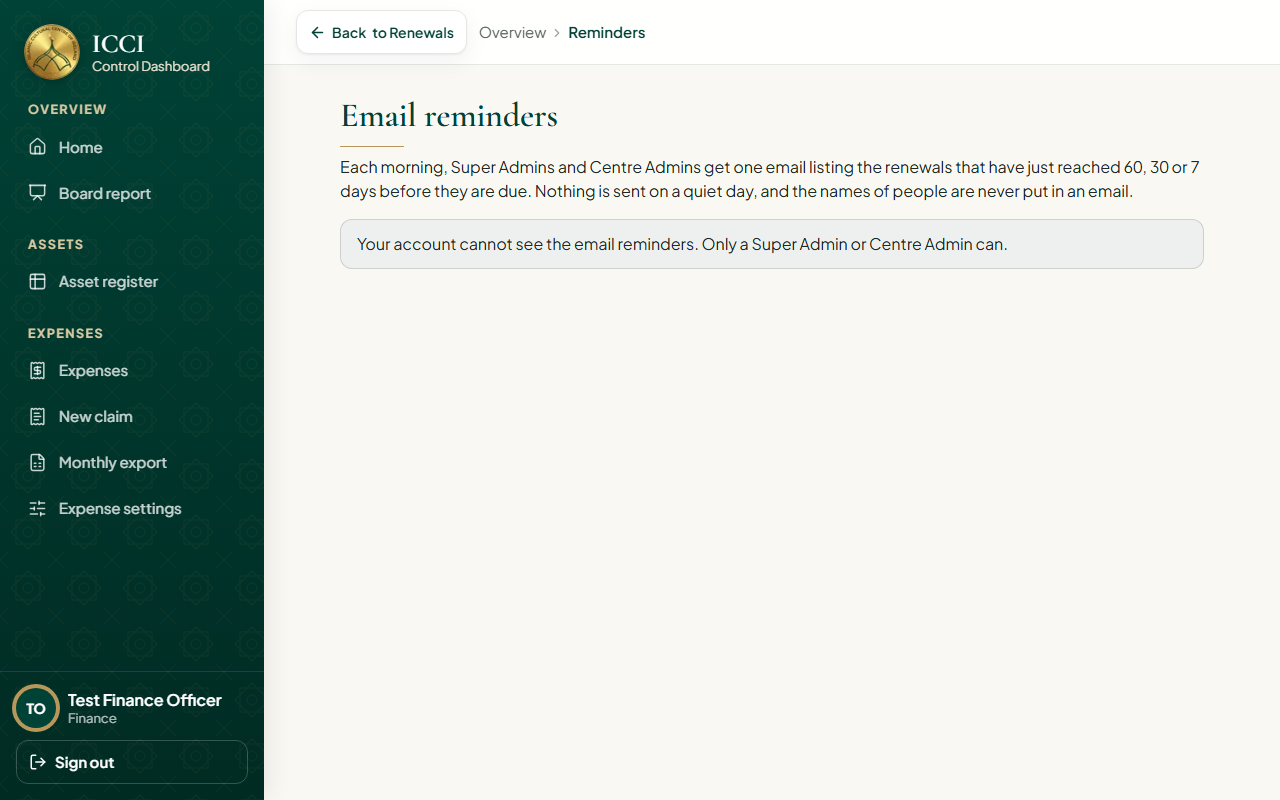 ICCI
Control Dashboard
OVERVIEW
Home
Board report
ASSETS
Asset register
EXPENSES
Expenses
New claim
Monthly export
Expense settings
TO
Test Finance Officer
Finance
Sign out
Back to Renewals
Overview
Reminders
Email reminders
Each morning, Super Admins and Centre Admins get one email listing the renewals that have just reached 60, 30 or 7
days before they are due. Nothing is sent on a quiet day, and the names of people are never put in an email.
Your account cannot see the email reminders. Only a Super Admin or Centre Admin can.